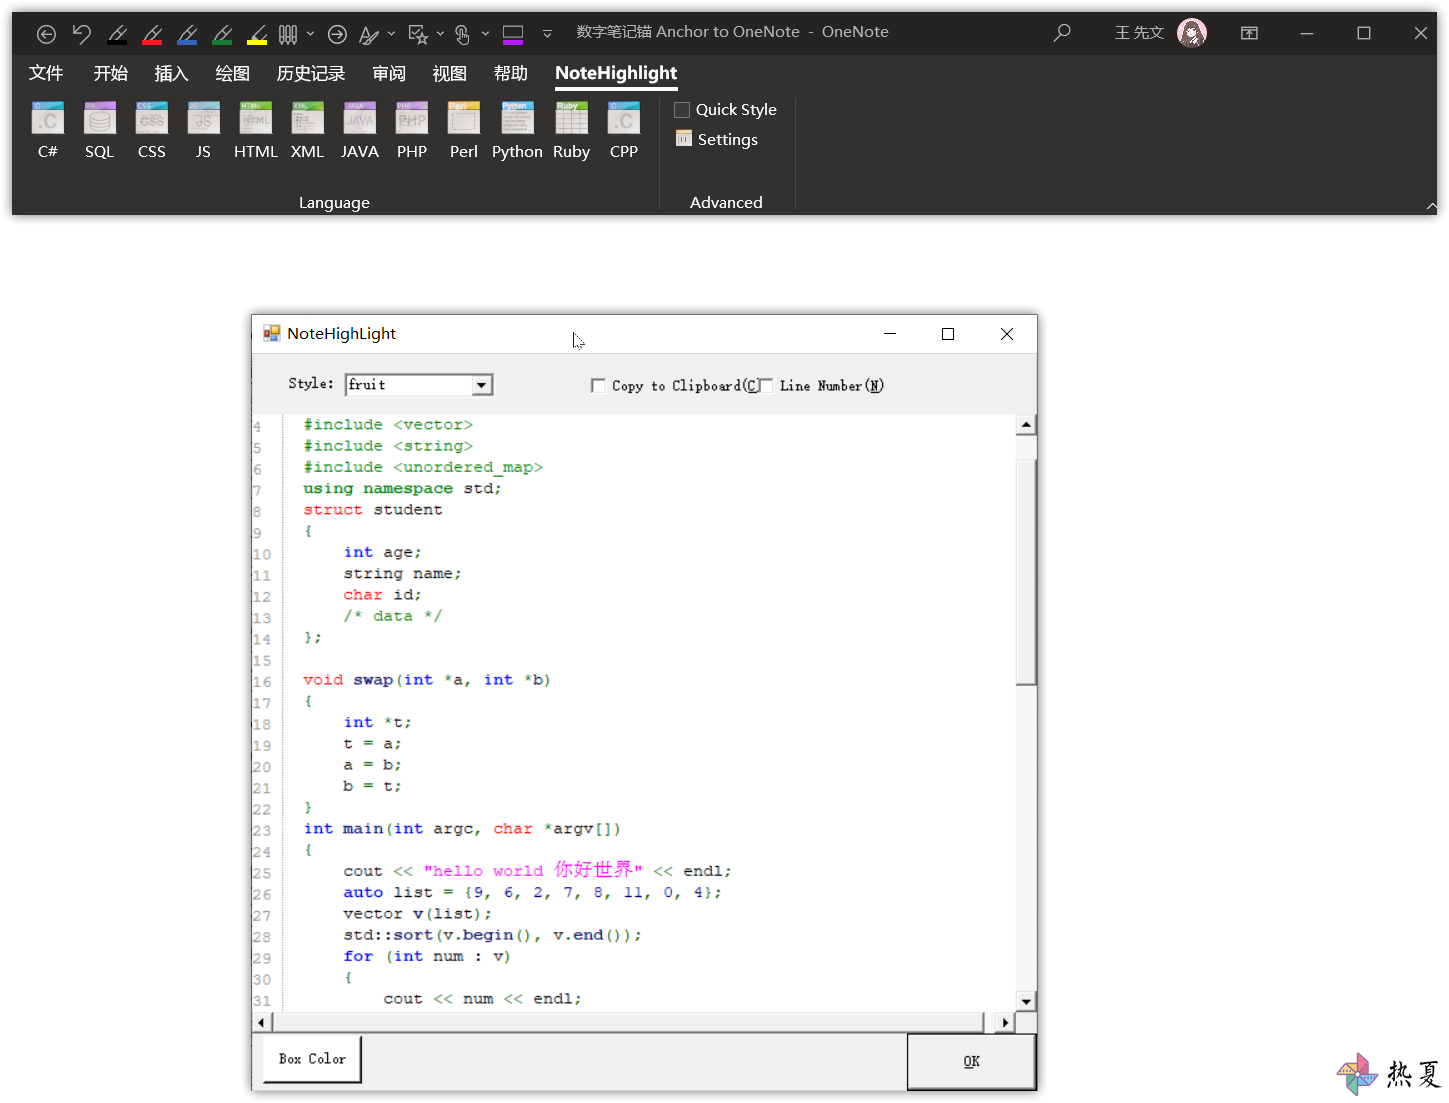 数字笔记锚 Anchor to OneNote - OneNote
王 先文
文件 开始 插入 绘图 历史记录 审阅 视图 帮助 NoteHighlight
C# SQL CSS JS HTML XML JAVA PHP Perl Python Ruby CPP
Quick Style
Settings
Language
Advanced
NoteHighLight
Style: fruit Copy to Clipboard(C Line Number(N)
4 #include <vector>
5 #include <string>
6 #include <unordered_map>
7 using namespace std;
8 struct student
9 {
10 int age;
11 string name;
12 char id;
13 /* data */
14 };
15
16 void swap(int *a, int *b)
17 {
18 int *t;
19 t = a;
20 a = b;
21 b = t;
22 }
23 int main(int argc, char *argv[])
24 {
25 cout << "hello world 你好世界" << endl;
26 auto list = {9, 6, 2, 7, 8, 11, 0, 4};
27 vector v(list);
28 std::sort(v.begin(), v.end());
29 for (int num : v)
30 {
31 cout << num << endl;
Box Color
OK
热夏